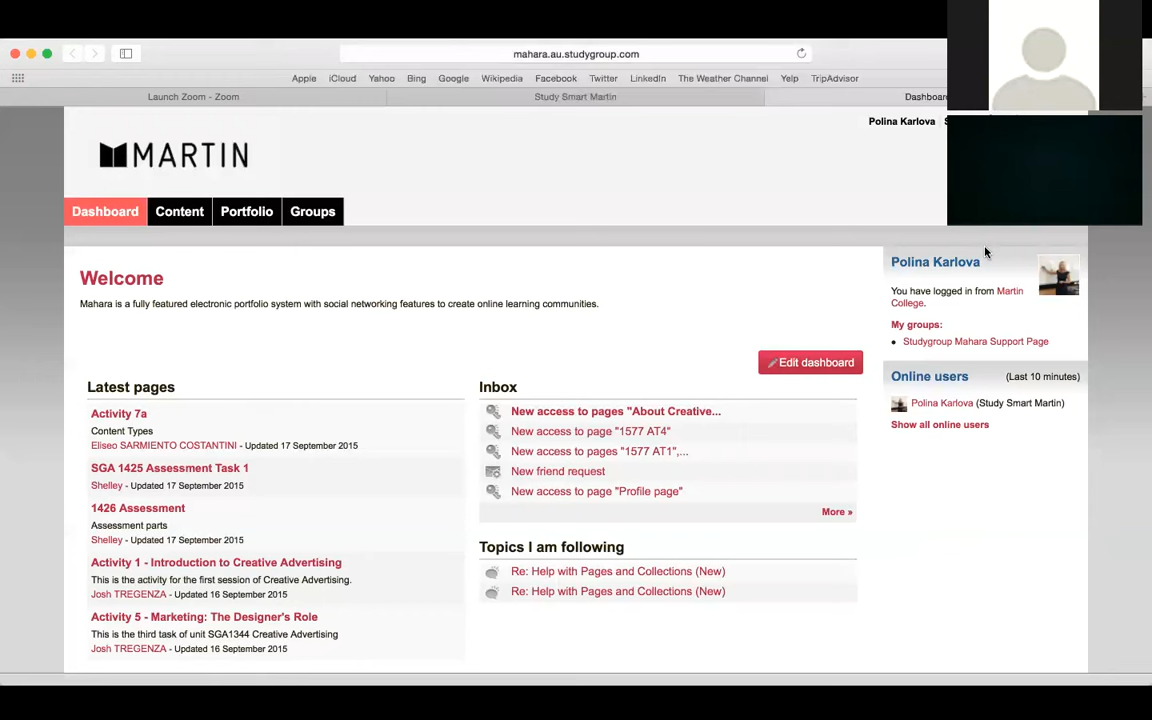 mahara.au.studygroup.com
Apple iCloud Yahoo Bing Google Wikipedia Facebook Twitter LinkedIn The Weather Channel Yelp TripAdvisor
Launch Zoom - Zoom Study Smart Martin
Polina Karlova
MARTIN
Dashboard Content Portfolio Groups
Welcome
Mahara is a fully featured electronic portfolio system with social networking features to create online learning communities.
Edit dashboard
Latest pages
Activity 7a
Content Types
Eliseo SARMIENTO COSTANTINI - Updated 17 September 2015
SGA 1425 Assessment Task 1
Shelley - Updated 17 September 2015
1426 Assessment
Assessment parts
Shelley - Updated 17 September 2015
Activity 1 - Introduction to Creative Advertising
This is the activity for the first session of Creative Advertising.
Josh TREGENZA - Updated 16 September 2015
Activity 5 - Marketing: The Designer's Role
This is the third task of unit SGA1344 Creative Advertising
Josh TREGENZA - Updated 16 September 2015
Inbox
New access to pages "About Creative...
New access to page "1577 AT4"
New access to pages "1577 AT1",...
New friend request
New access to page "Profile page"
More »
Topics I am following
Re: Help with Pages and Collections (New)
Re: Help with Pages and Collections (New)
Polina Karlova
You have logged in from Martin
College.
My groups:
Studygroup Mahara Support Page
Online users (Last 10 minutes)
Polina Karlova (Study Smart Martin)
Show all online users